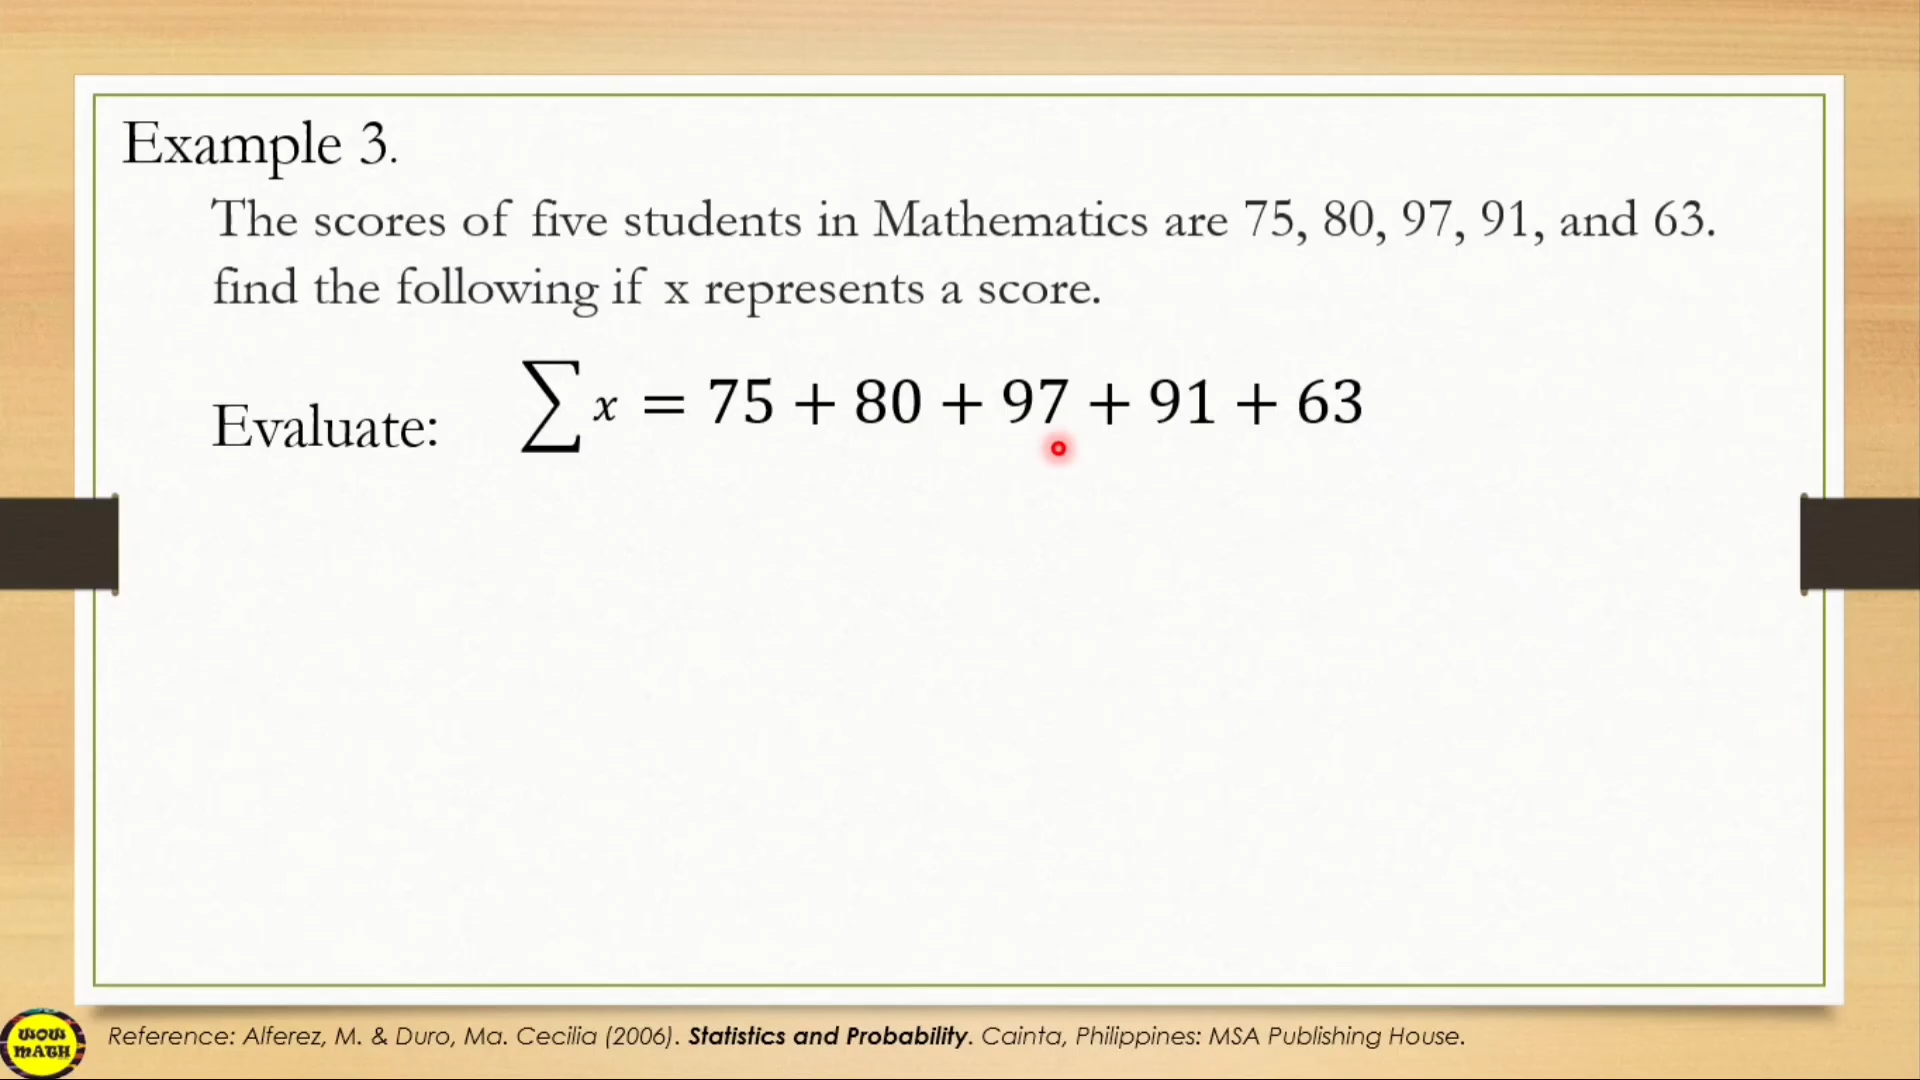 Example 3.
The scores of five students in Mathematics are 75, 80, 97, 91, and 63.
find the following if x represents a score.
Evaluate: ∑x = 75 + 80 + 97 + 91 + 63
WOW MATH
Reference: Alferez, M. & Duro, Ma. Cecilia (2006). Statistics and Probability. Cainta, Philippines: MSA Publishing House.